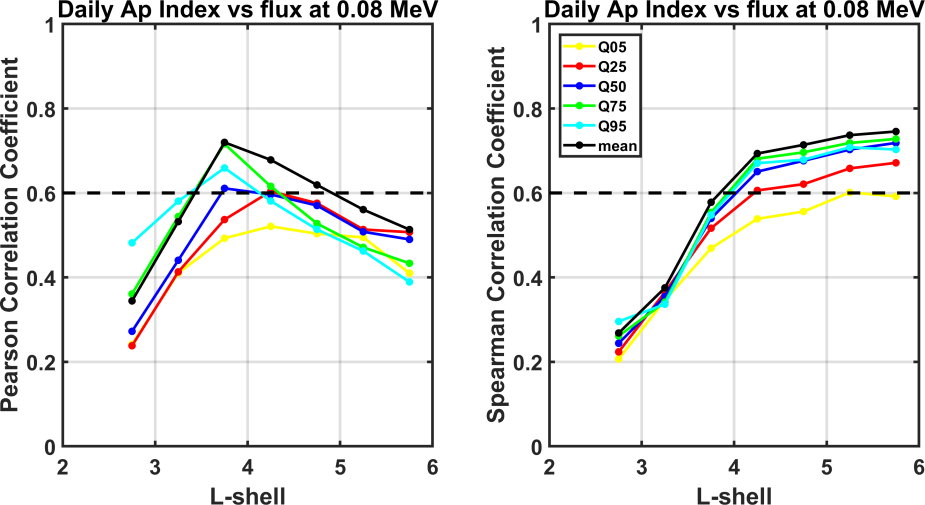 Daily Ap Index vs flux at 0.08 MeV
Pearson Correlation Coefficient
1
0.8
0.6
0.4
0.2
0
2
3
4
5
6
L-shell
Daily Ap Index vs flux at 0.08 MeV
Spearman Correlation Coefficient
1
0.8
0.6
0.4
0.2
0
Q05
Q25
Q50
Q75
Q95
mean
2
3
4
5
6
L-shell